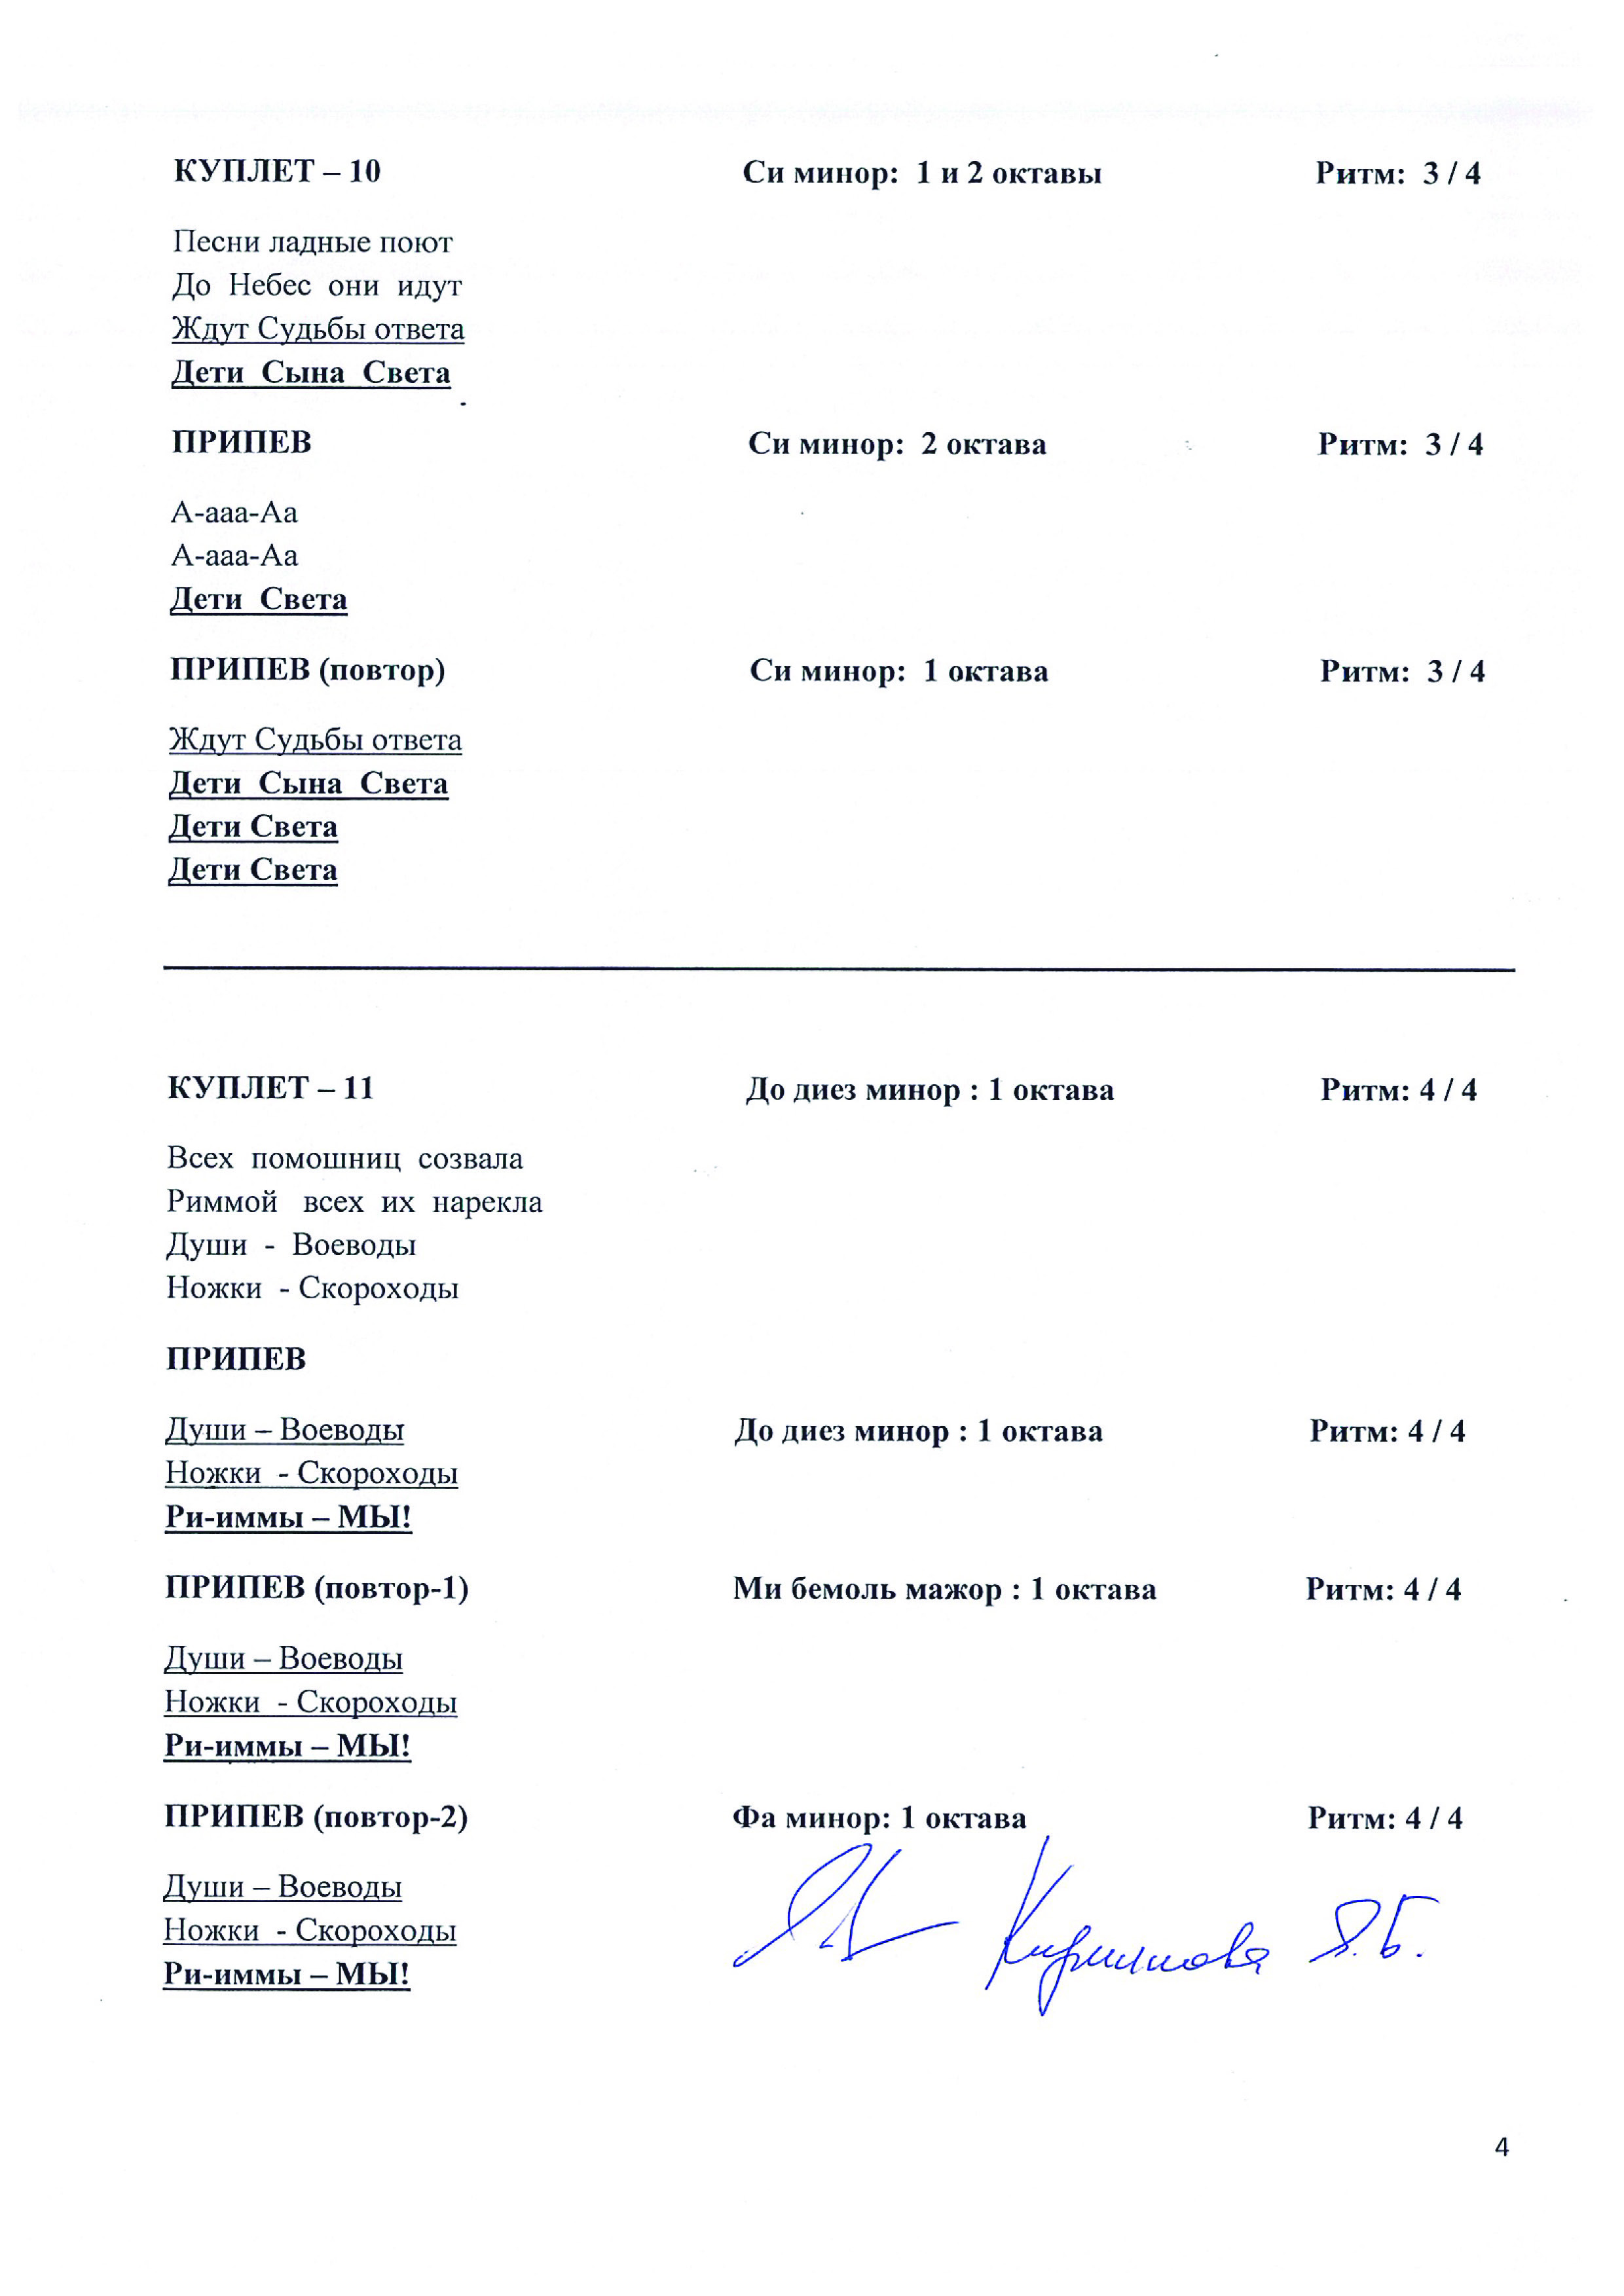 КУПЛЕТ – 10 Си минор: 1 и 2 октавы Ритм: 3 / 4
Песни ладные поют
До Небес они идут
Ждут Судьбы ответа
Дети Сына Света
ПРИПЕВ Си минор: 2 октава Ритм: 3 / 4
А-ааа-Аа
А-ааа-Аа
Дети Света
ПРИПЕВ (повтор) Си минор: 1 октава Ритм: 3 / 4
Ждут Судьбы ответа
Дети Сына Света
Дети Света
Дети Света
КУПЛЕТ – 11 До диез минор : 1 октава Ритм: 4 / 4
Всех помошниц созвала
Риммой всех их нарекла
Души - Воеводы
Ножки - Скороходы
ПРИПЕВ
Души – Воеводы До диез минор : 1 октава Ритм: 4 / 4
Ножки - Скороходы
Ри-иммы – МЫ!
ПРИПЕВ (повтор-1) Ми бемоль мажор : 1 октава Ритм: 4 / 4
Души – Воеводы
Ножки - Скороходы
Ри-иммы – МЫ!
ПРИПЕВ (повтор-2) Фа минор: 1 октава Ритм: 4 / 4
Души – Воеводы
Ножки - Скороходы
Ри-иммы – МЫ!
4